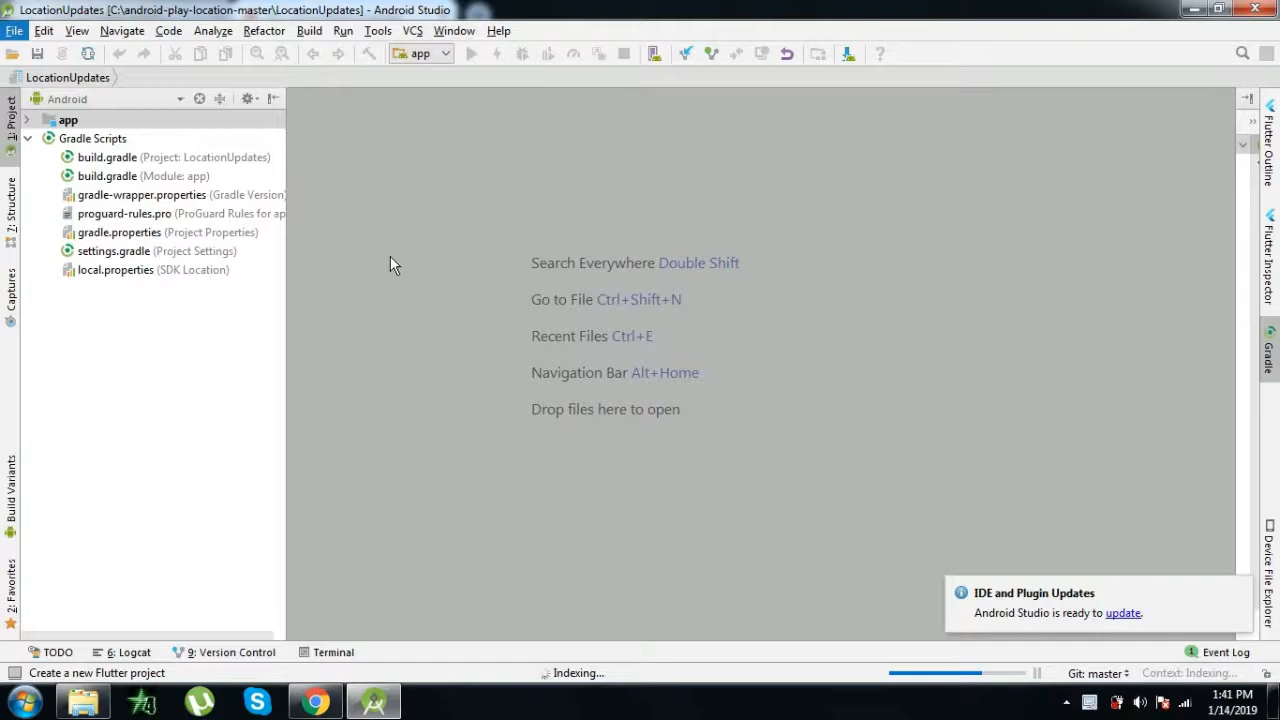 LocationUpdates [C:\android-play-location-master\LocationUpdates] - Android Studio
File Edit View Navigate Code Analyze Refactor Build Run Tools VCS Window Help
app
LocationUpdates
Android
app
Gradle Scripts
build.gradle (Project: LocationUpdates)
build.gradle (Module: app)
gradle-wrapper.properties (Gradle Version)
proguard-rules.pro (ProGuard Rules for ap
gradle.properties (Project Properties)
settings.gradle (Project Settings)
local.properties (SDK Location)
1: Project
7: Structure
Captures
Build Variants
2: Favorites
Search Everywhere Double Shift
Go to File Ctrl+Shift+N
Recent Files Ctrl+E
Navigation Bar Alt+Home
Drop files here to open
Flutter Outline
Flutter Inspector
Gradle
Device File Explorer
IDE and Plugin Updates
Android Studio is ready to update.
TODO 6: Logcat 9: Version Control Terminal 1 Event Log
Create a new Flutter project Indexing... Git: master Context: Indexing...
1:41 PM
1/14/2019